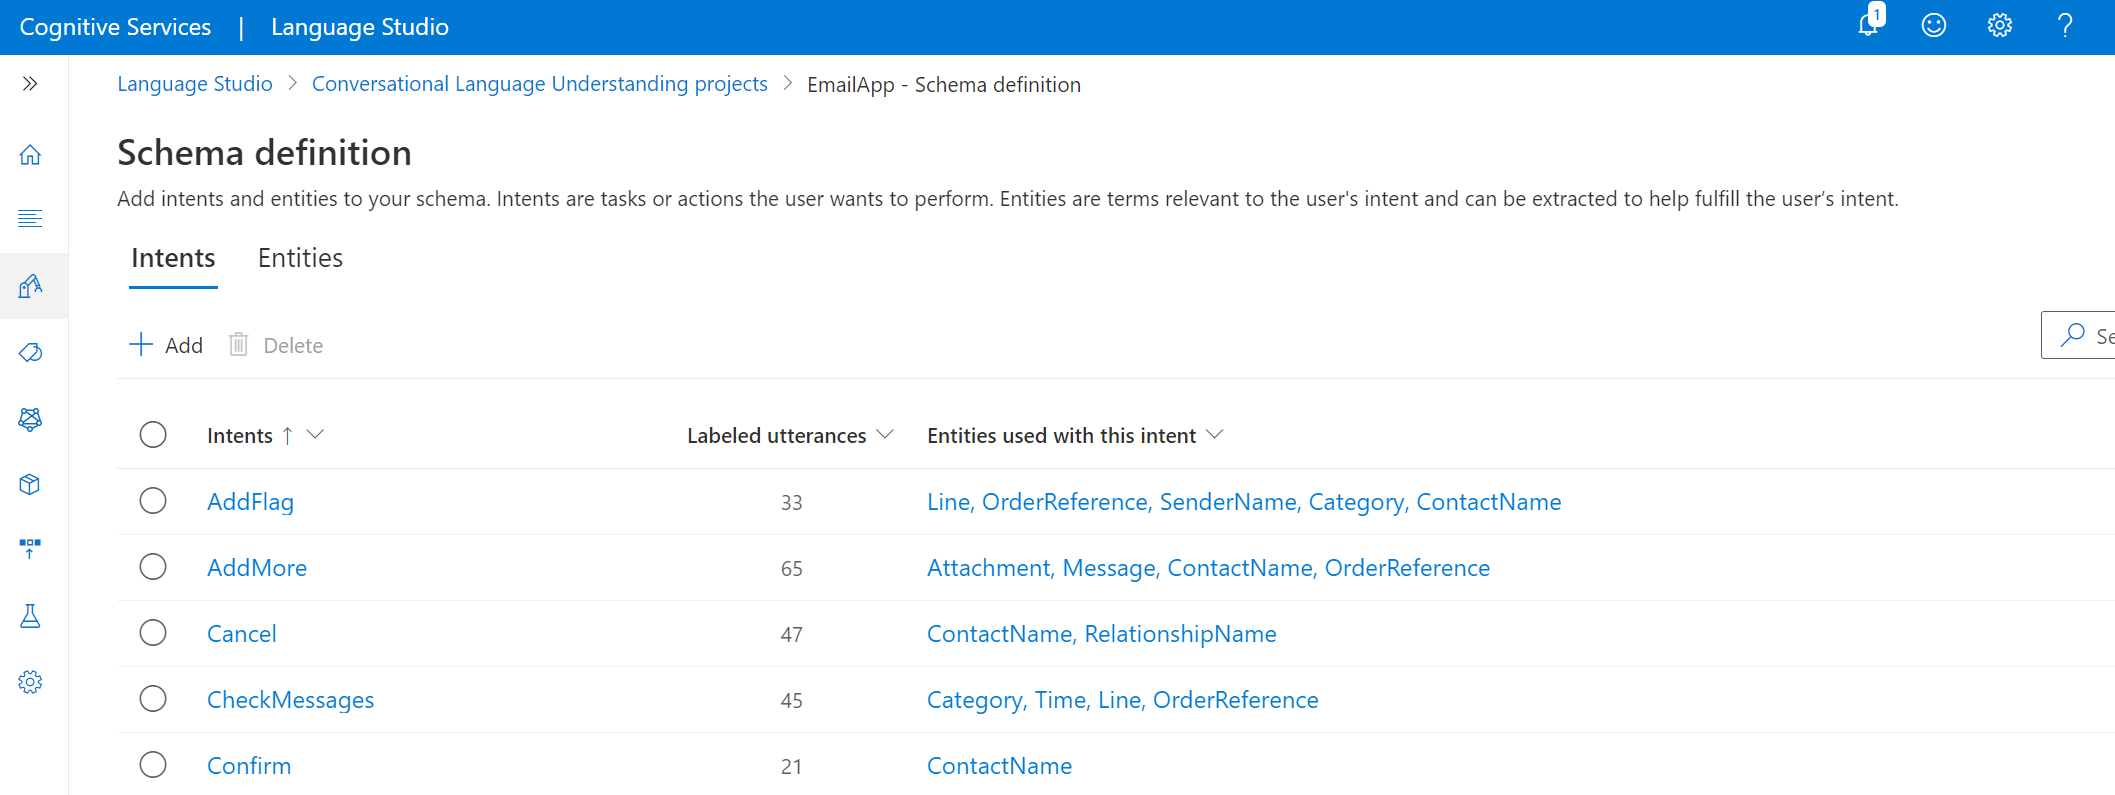 Cognitive Services | Language Studio 1
Language Studio > Conversational Language Understanding projects > EmailApp - Schema definition
Schema definition
Add intents and entities to your schema. Intents are tasks or actions the user wants to perform. Entities are terms relevant to the user's intent and can be extracted to help fulfill the user’s intent.
Intents Entities
Add Delete Se
Intents ↑ Labeled utterances Entities used with this intent
AddFlag 33 Line, OrderReference, SenderName, Category, ContactName
AddMore 65 Attachment, Message, ContactName, OrderReference
Cancel 47 ContactName, RelationshipName
CheckMessages 45 Category, Time, Line, OrderReference
Confirm 21 ContactName